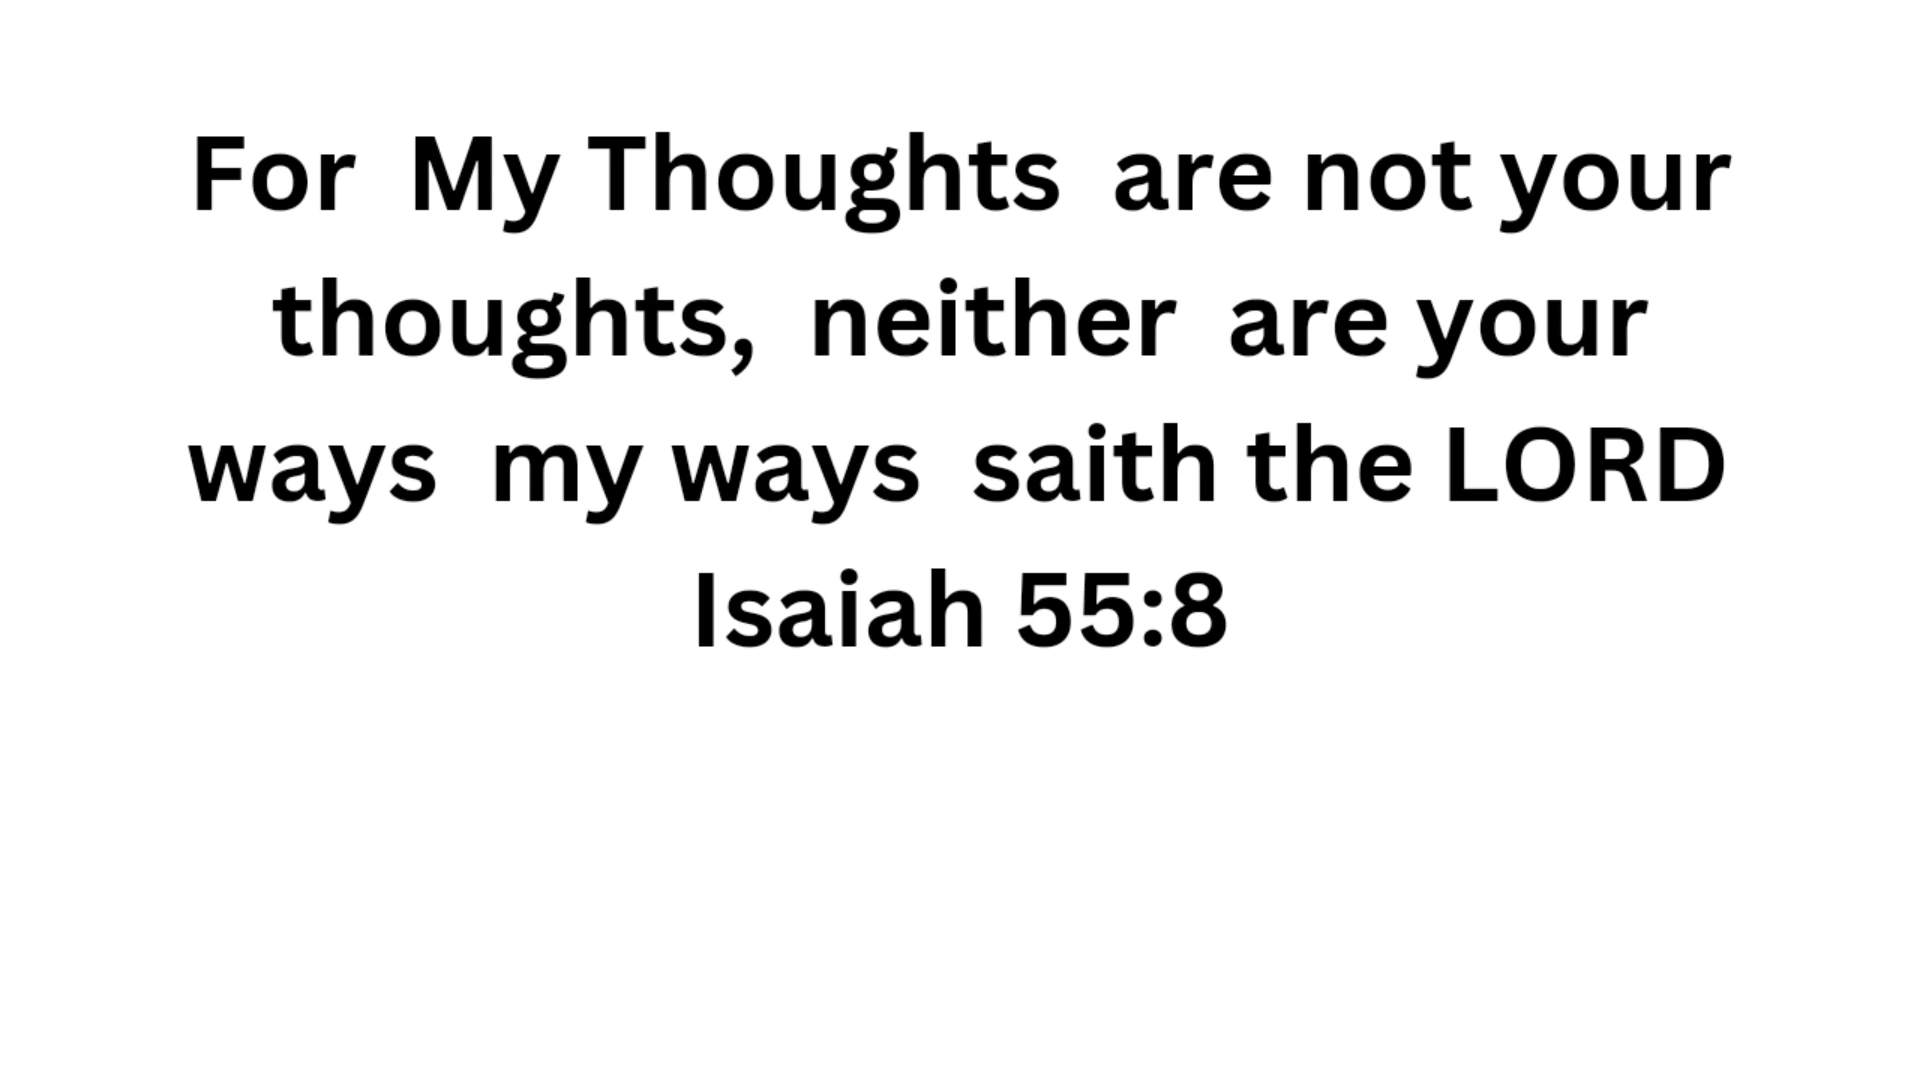 For  My Thoughts  are not your
thoughts,  neither  are your
ways  my ways  saith the LORD
Isaiah 55:8